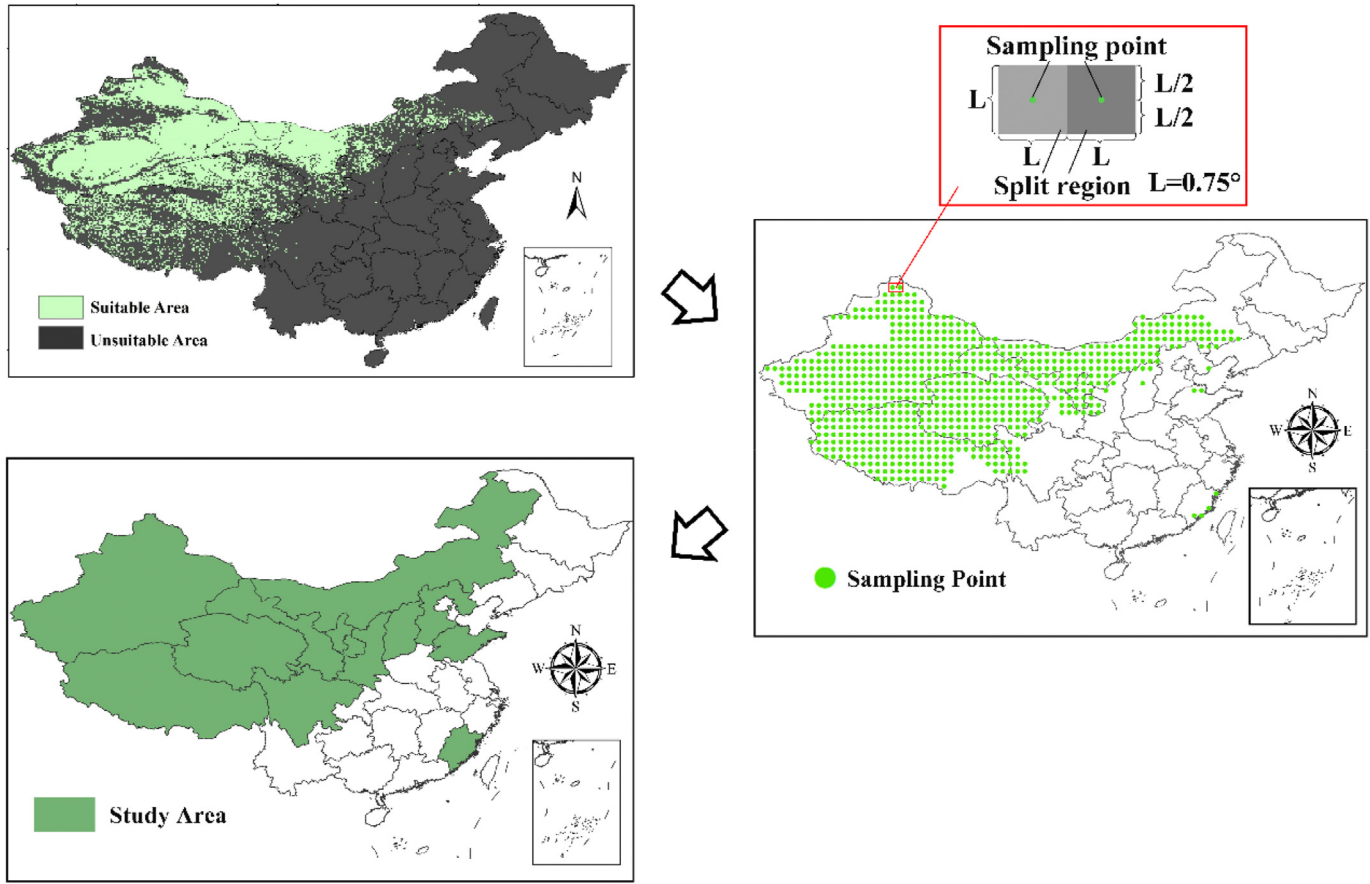 N
Suitable Area
Unsuitable Area
Sampling point
L
L/2
L/2
L
L
Split region
L=0.75°
N
W
E
S
Sampling Point
N
W
E
S
Study Area